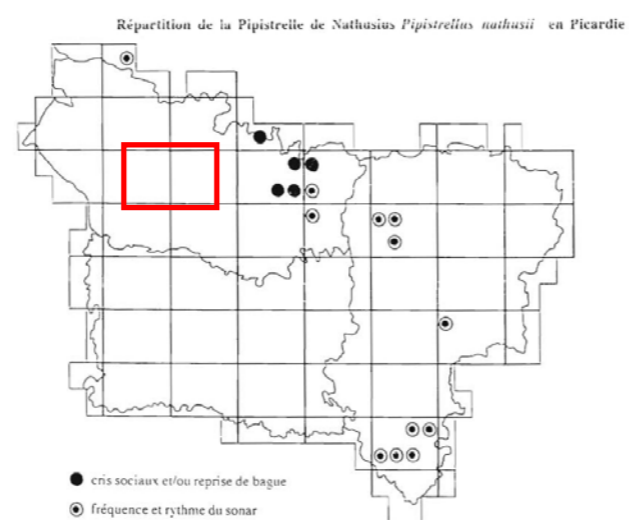 Répartition de la Pipistrelle de Nathusius Pipistrellus nathusii en Picardie
cris sociaux et/ou reprise de bague
fréquence et rythme du sonar